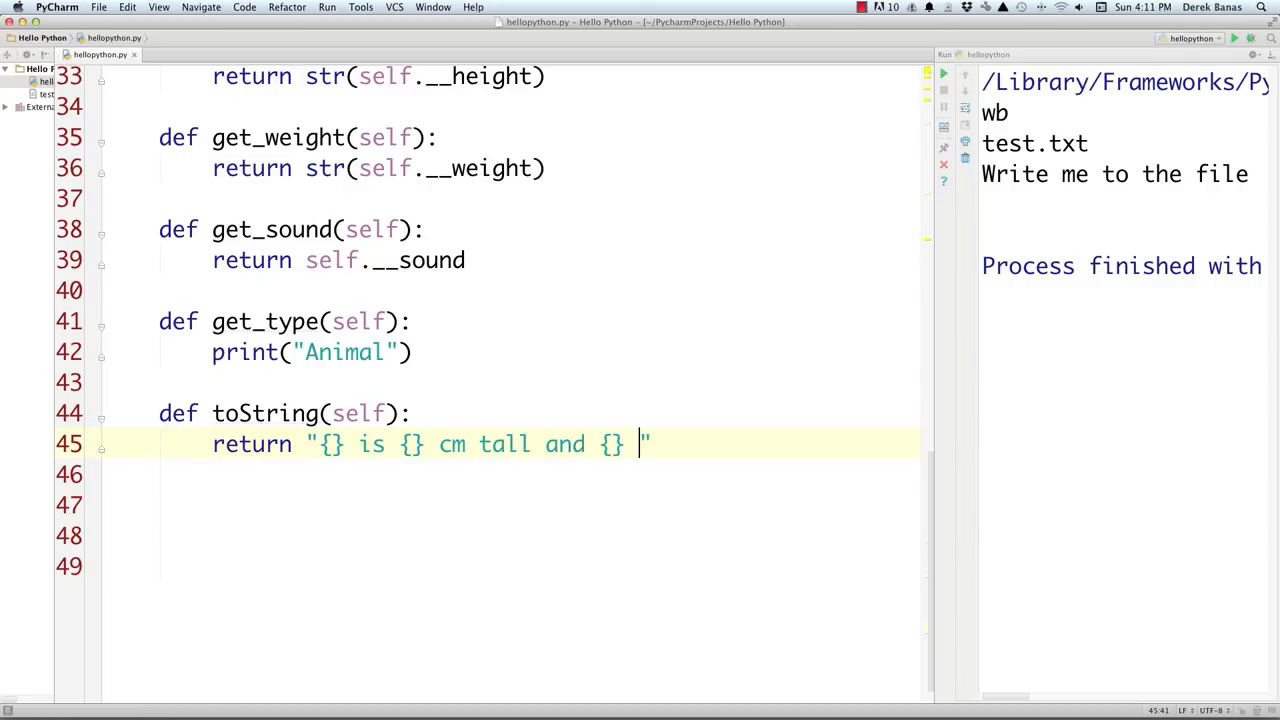 PyCharm File Edit View Navigate Code Refactor Run Tools VCS Window Help 10 Sun 4:11 PM Derek Banas
hellopython.py – Hello Python – [~/PycharmProjects/Hello Python]
Hello Python hellopython.py hellopython
hellopython.py Run hellopython
Hello P
hell
test
Extern
33 return str(self.__height)
34
35 def get_weight(self):
36 return str(self.__weight)
37
38 def get_sound(self):
39 return self.__sound
40
41 def get_type(self):
42 print("Animal")
43
44 def toString(self):
45 return "{} is {} cm tall and {} "
46
47
48
49
/Library/Frameworks/Py
wb
test.txt
Write me to the file
Process finished with
45:41 LF UTF-8